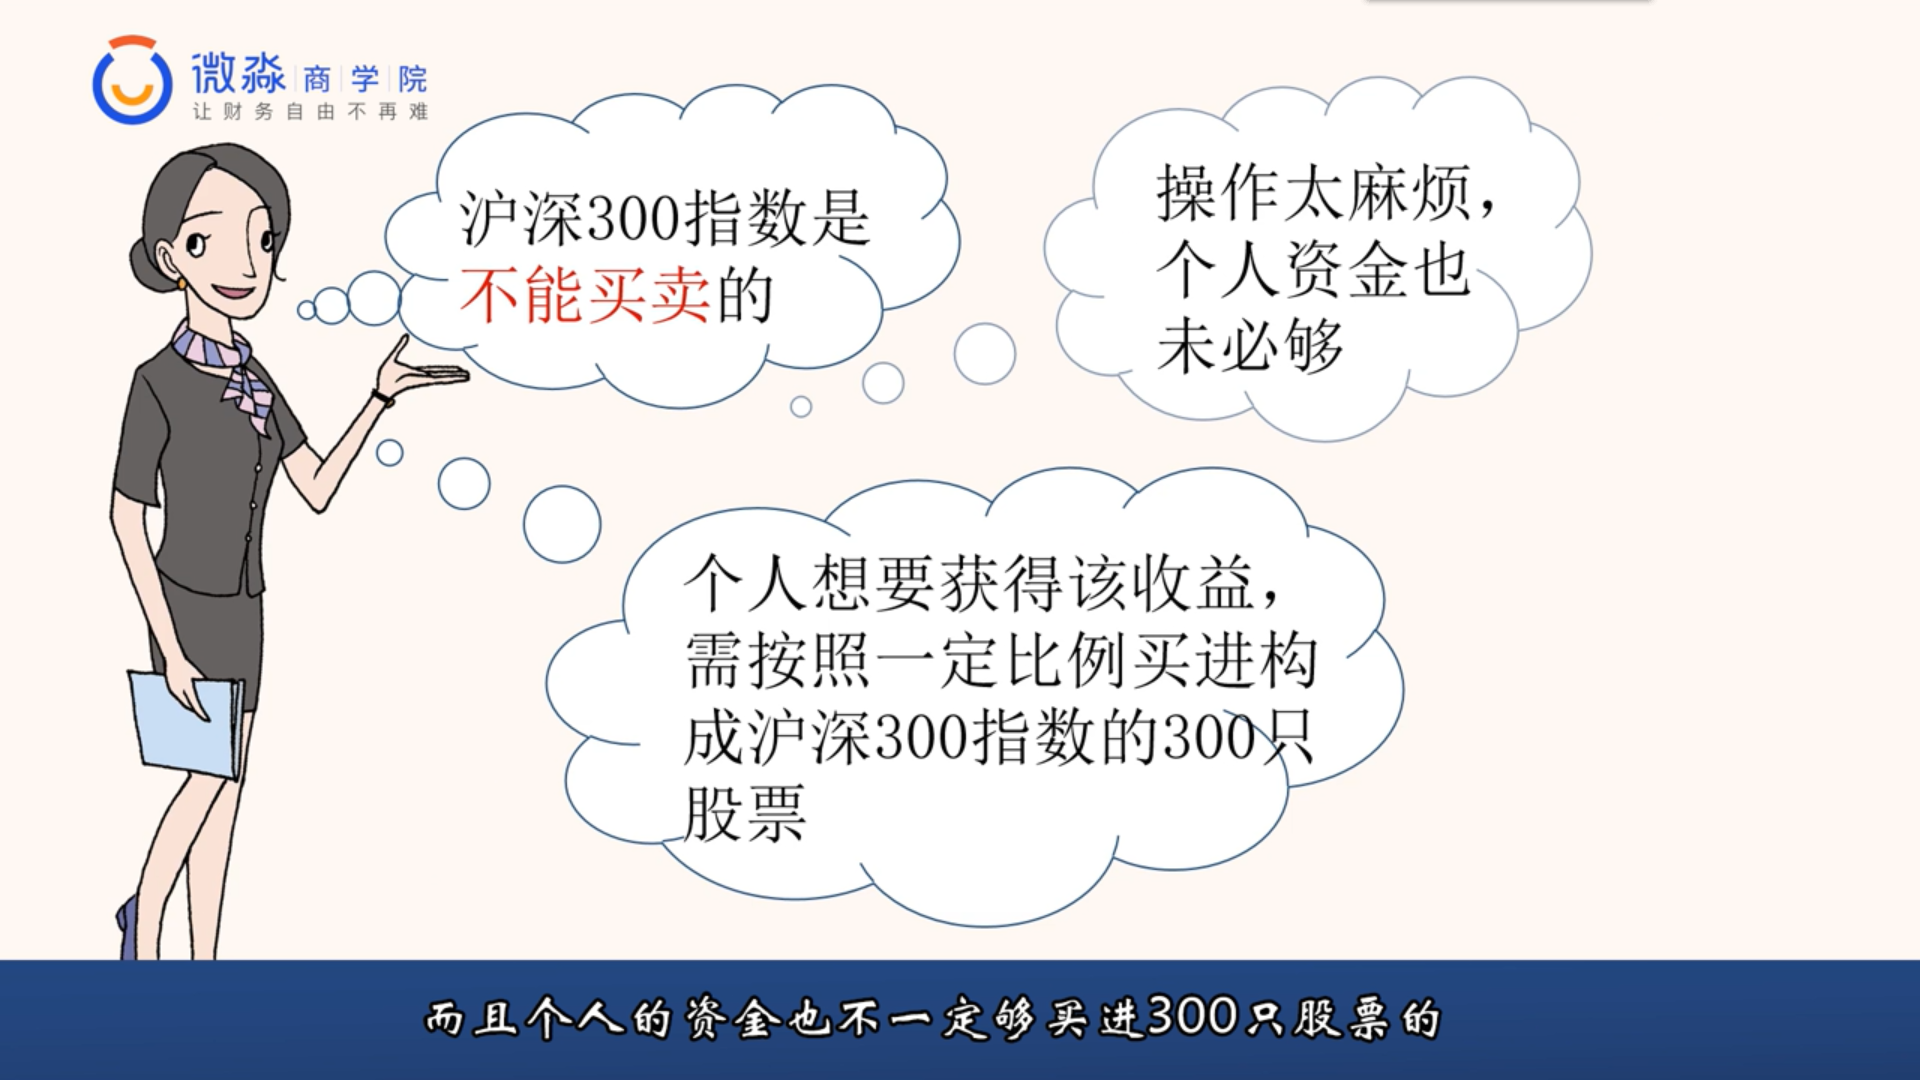 微淼商学院
让财务自由不再难
沪深300指数是
不能买卖的
操作太麻烦，
个人资金也
未必够
个人想要获得该收益，
需按照一定比例买进构
成沪深300指数的300只
股票
而且个人的资金也不一定够买进300只股票的